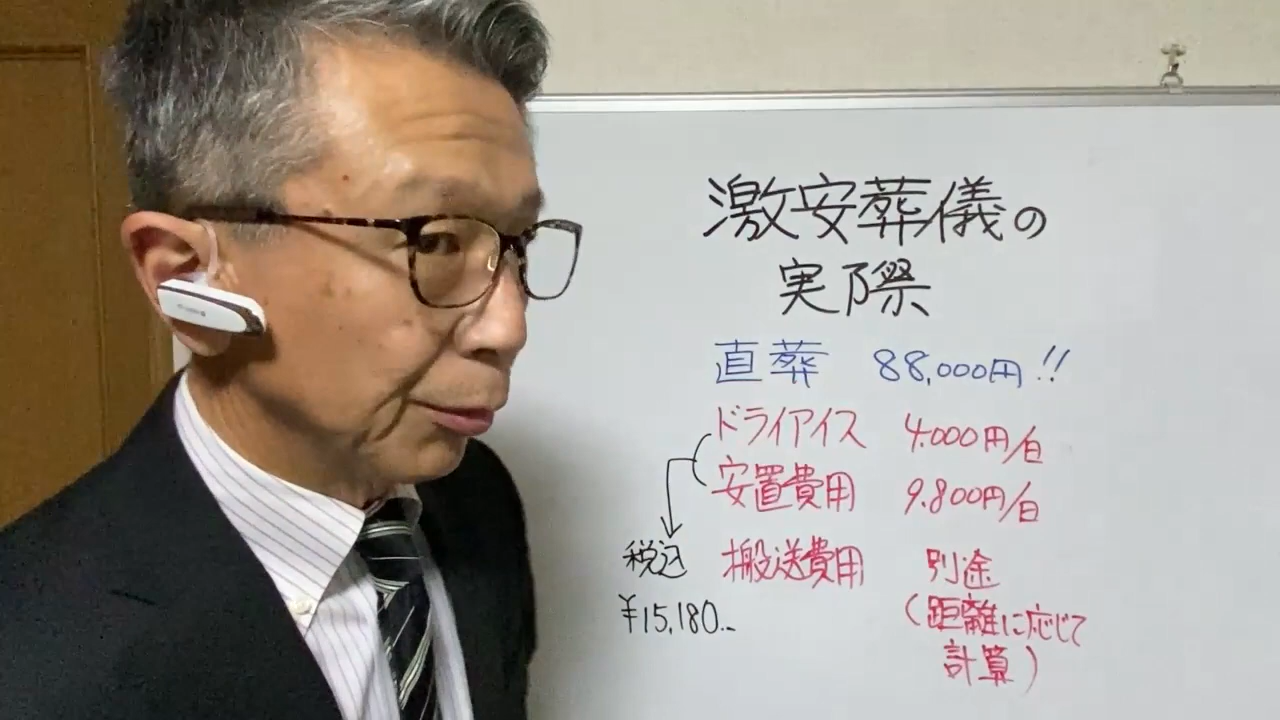 激安葬儀の
実際
直葬 88,000円!!
ドライアイス 4.000円/日
安置費用 9.800円/日
税込 搬送費用 別途
¥15,180.-
(距離に応じて
計算)